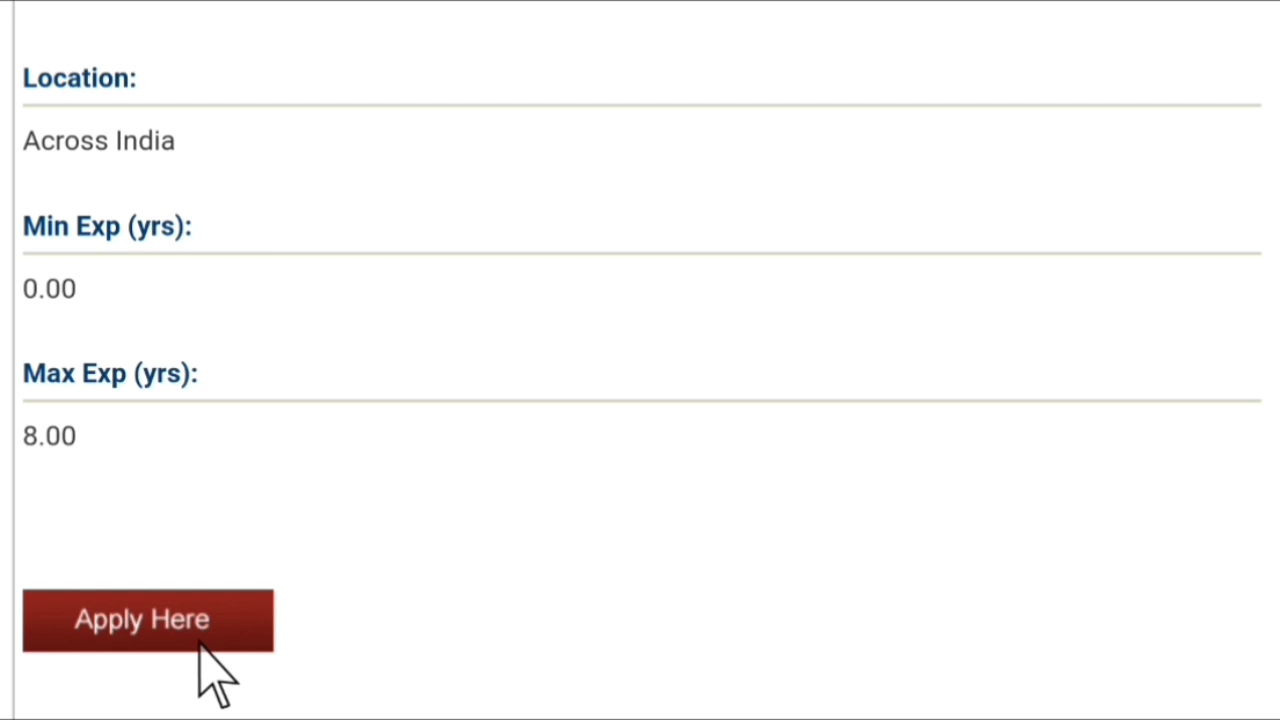 Location:
Across India
Min Exp (yrs):
0.00
Max Exp (yrs):
8.00
Apply Here